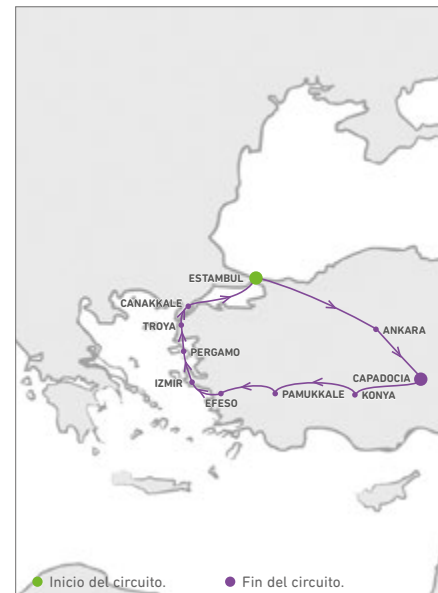 ESTAMBUL
CANAKKALE
TROYA
ANKARA
PERGAMO
CAPADOCIA
IZMIR
EFESO
PAMUKKALE
KONYA
Inicio del circuito.
Fin del circuito.